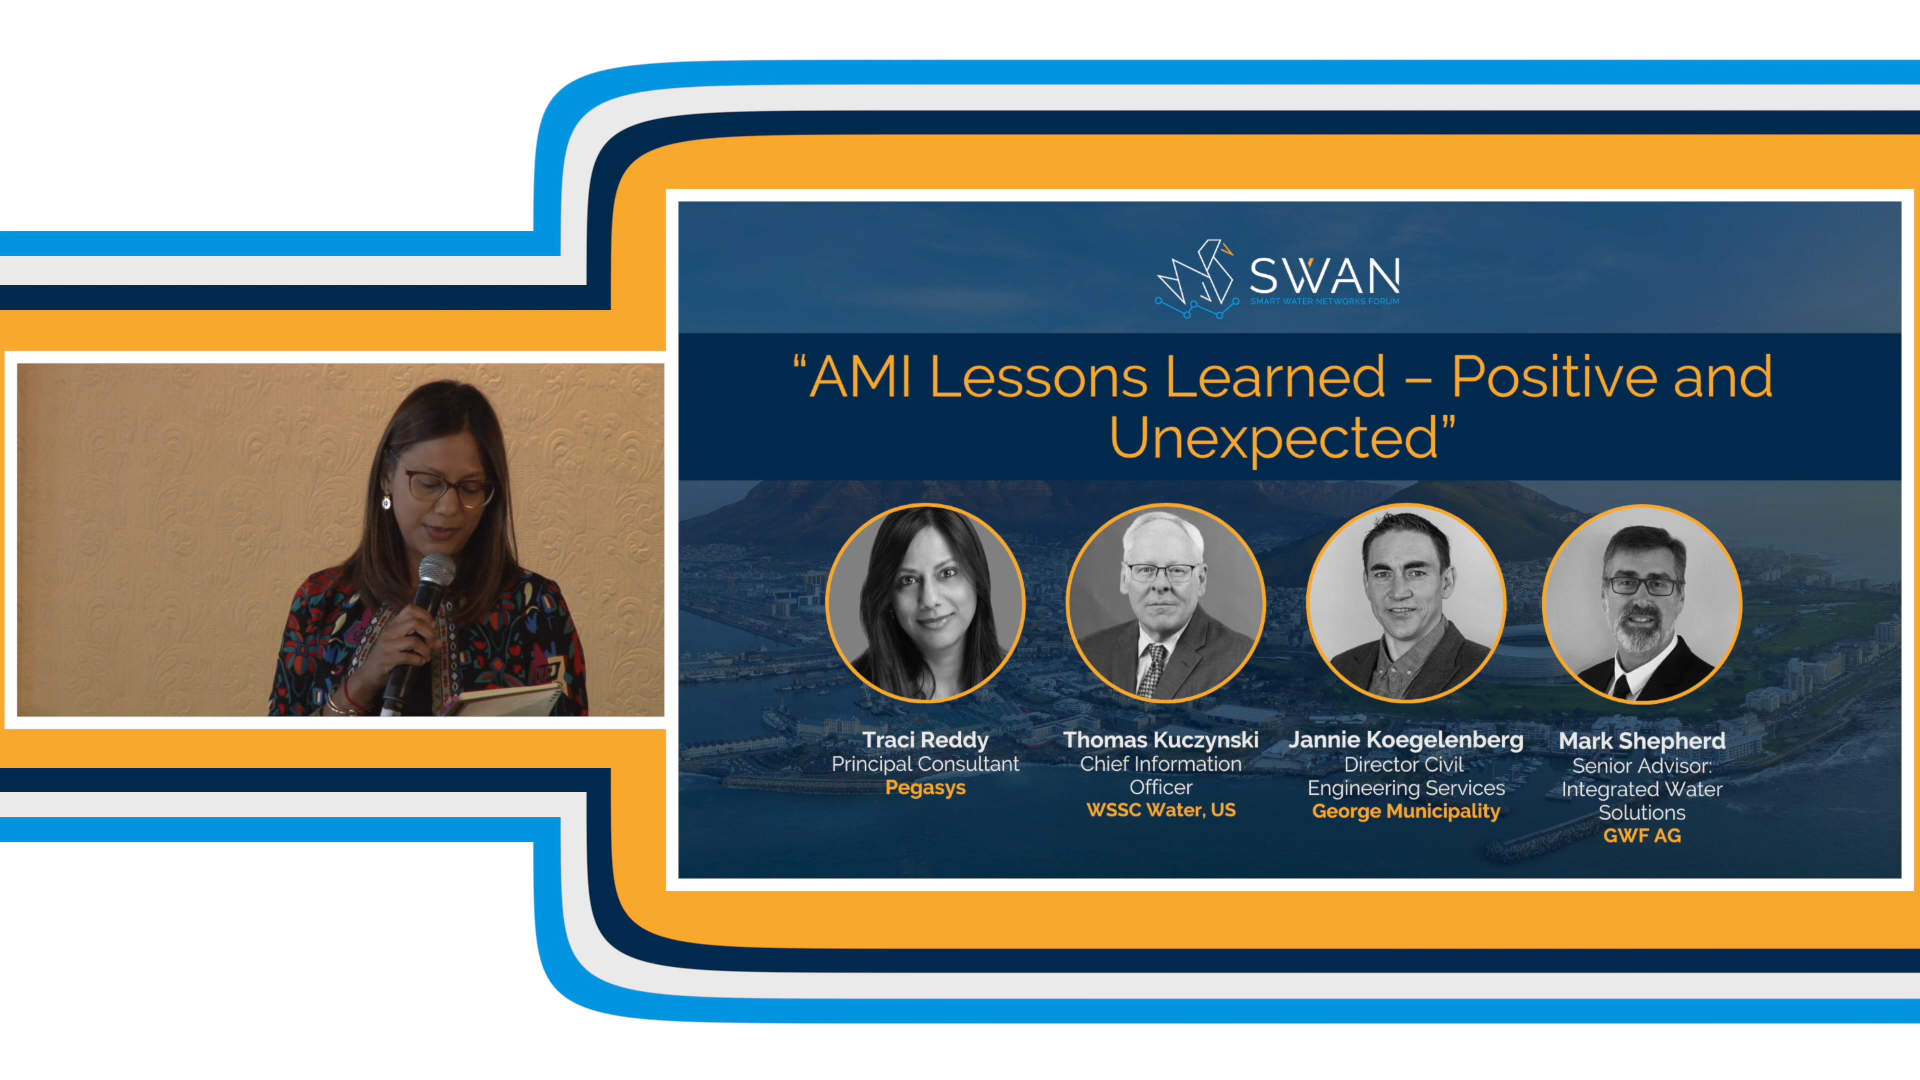 SWAN
SMART WATER NETWORKS FORUM
“AMI Lessons Learned – Positive and
Unexpected”
Traci Reddy
Principal Consultant
Pegasys
Thomas Kuczynski
Chief Information
Officer
WSSC Water, US
Jannie Koegelenberg
Director Civil
Engineering Services
George Municipality
Mark Shepherd
Senior Advisor:
Integrated Water
Solutions
GWF AG